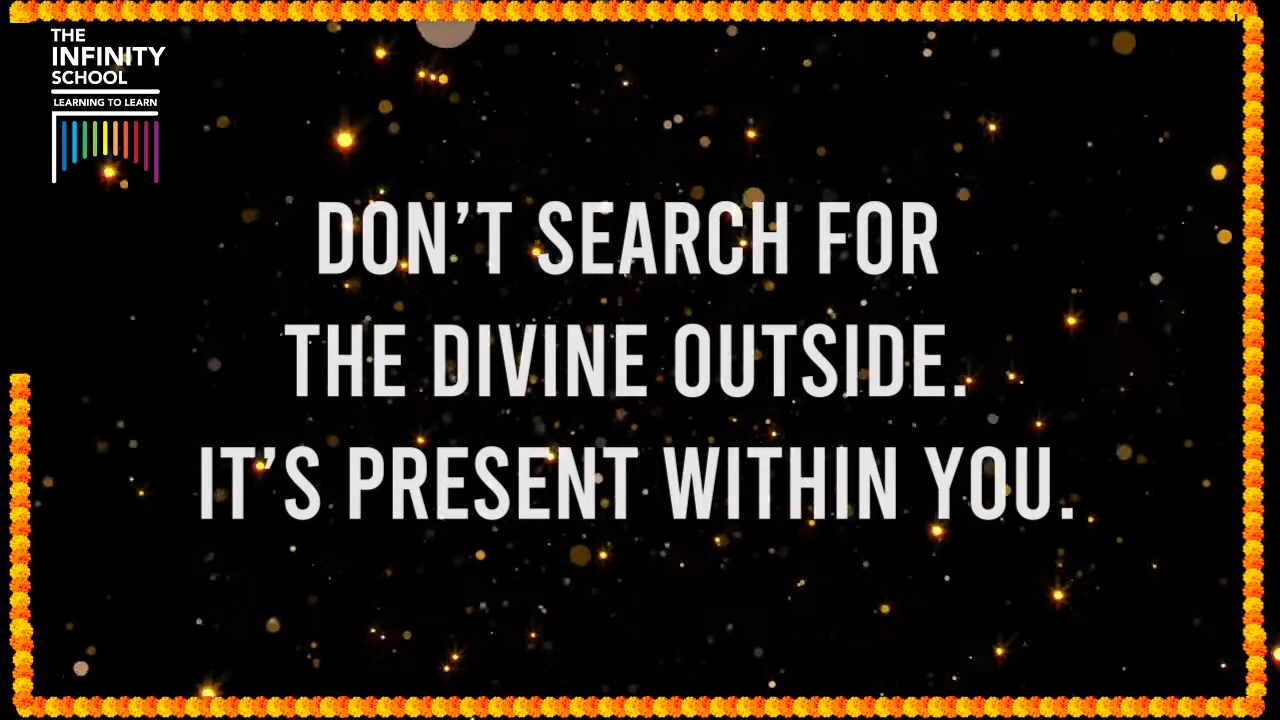 THE
INFINITY
SCHOOL
LEARNING TO LEARN
DON’T SEARCH FOR
THE DIVINE OUTSIDE.
IT’S PRESENT WITHIN YOU.